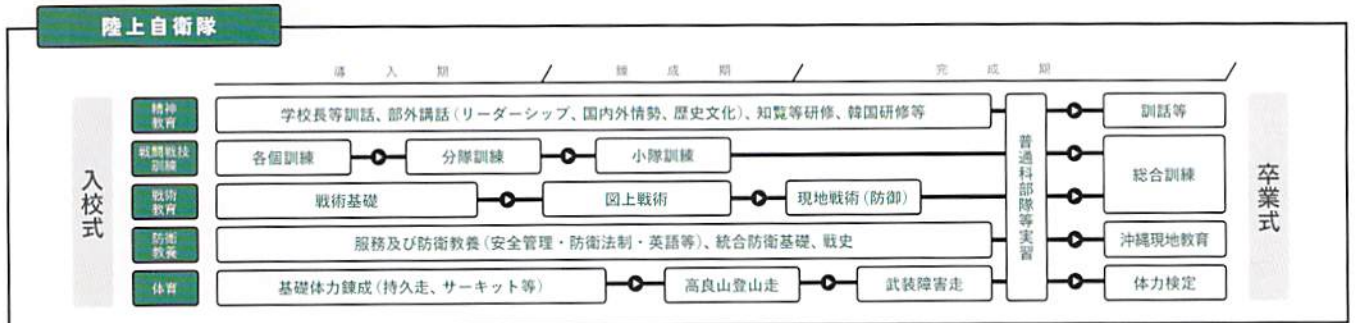 陸上自衛隊
導入期 / 錬成期 / 完成期
入校式
精神
教育
学校長等訓話、部外講話（リーダーシップ、国内外情勢、歴史文化）、知覧等研修、韓国研修等
訓話等
戦闘戦技
訓練
各個訓練
分隊訓練
小隊訓練
総合訓練
戦術
教育
戦術基礎
図上戦術
現地戦術（防御）
防衛
教養
服務及び防衛教養（安全管理・防衛法制・英語等）、統合防衛基礎、戦史
沖縄現地教育
体育
基礎体力錬成（持久走、サーキット等）
高良山登山走
武装障害走
体力検定
普通科部隊等実習
卒業式